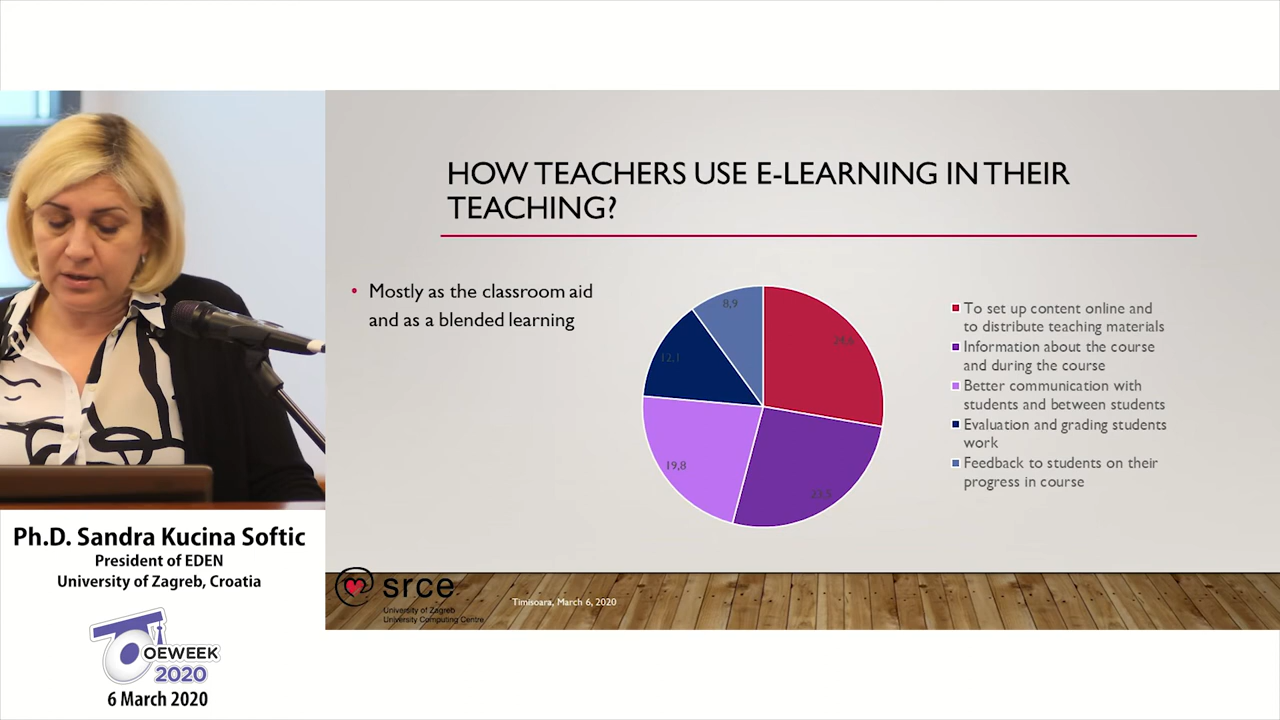 HOW TEACHERS USE E-LEARNING IN THEIR
TEACHING?
• Mostly as the classroom aid
and as a blended learning
8,9
24,6
12,1
19,8
23,5
To set up content online and
to distribute teaching materials
Information about the course
and during the course
Better communication with
students and between students
Evaluation and grading students
work
Feedback to students on their
progress in course
srce
University of Zagreb
University Computing Centre
Timisoara, March 6, 2020
Ph.D. Sandra Kucina Softic
President of EDEN
University of Zagreb, Croatia
OEWEEK
2020
6 March 2020